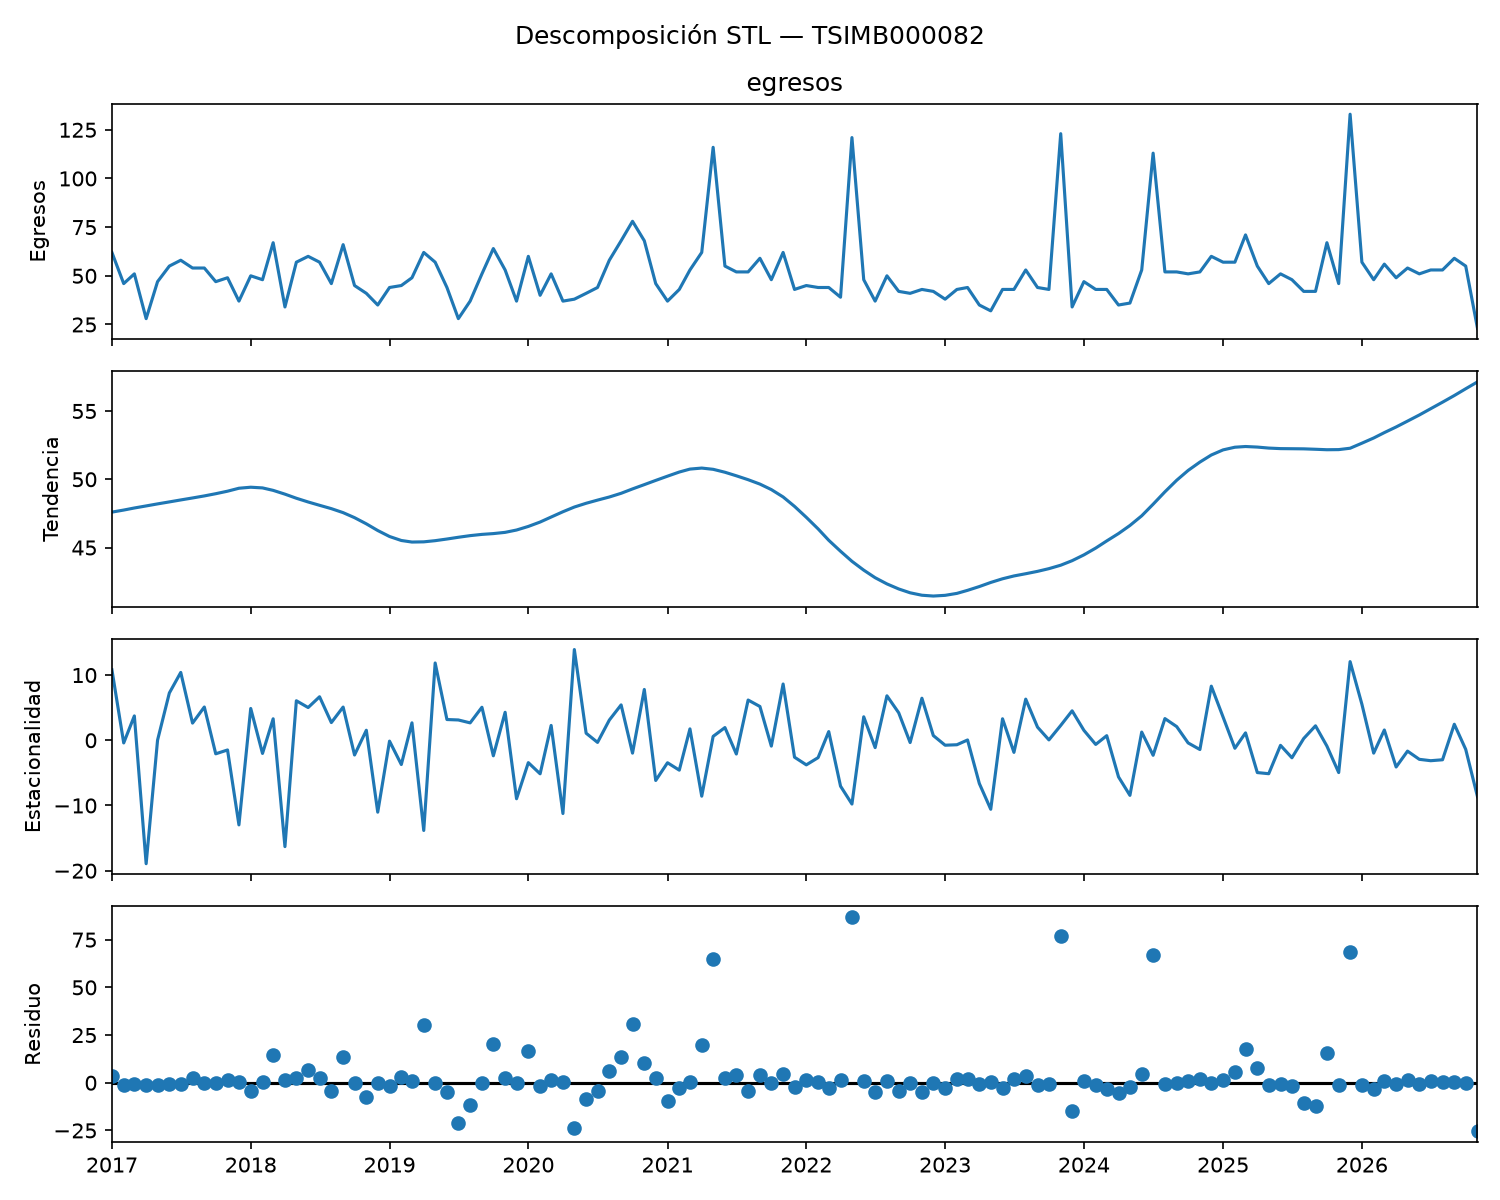 Descomposición STL — TSIMB000082
egresos
Egresos
125
100
75
50
25
Tendencia
55
50
45
Estacionalidad
10
0
−10
−20
Residuo
75
50
25
0
−25
2017 2018 2019 2020 2021 2022 2023 2024 2025 2026